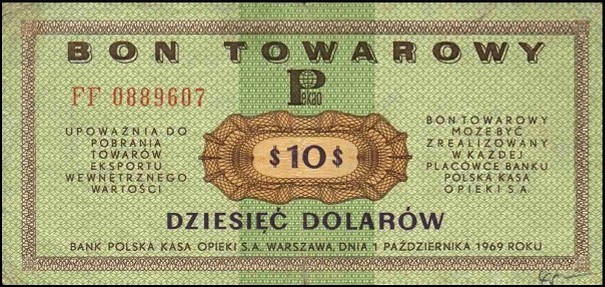 BON TOWAROWY
FF 0889607
Pekao
UPOWAŻNIA DO
POBRANIA
TOWARÓW
EKSPORTU
WEWNĘTRZNEGO
WARTOŚCI
$10$
BON TOWAROWY
MOŻE BYĆ
ZREALIZOWANY
W KAŻDEJ
PLACÓWCE BANKU
POLSKA KASA
OPIEKI S.A
DZIESIĘĆ DOLARÓW
BANK POLSKA KASA OPIEKI S.A. WARSZAWA, DNIA 1 PAŹDZIERNIKA 1969 ROKU